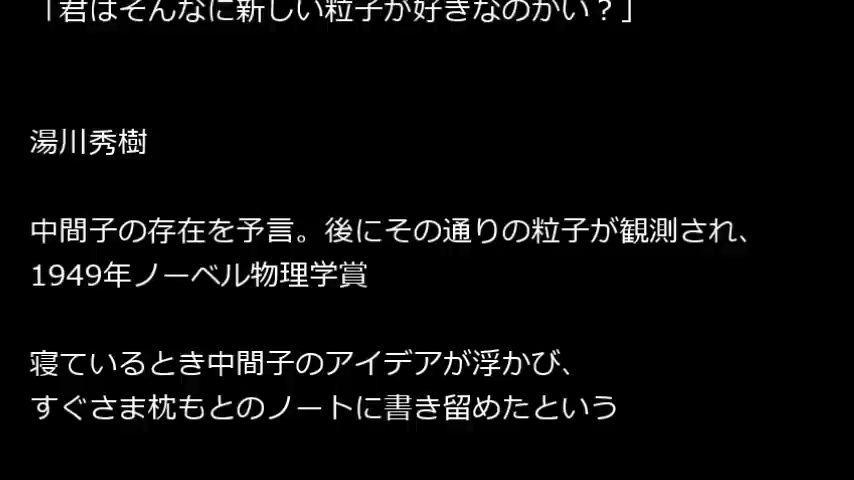 「君はそんなに新しい粒子が好きなのかい？」
湯川秀樹
中間子の存在を予言。後にその通りの粒子が観測され、
1949年ノーベル物理学賞
寝ているとき中間子のアイデアが浮かび、
すぐさま枕もとのノートに書き留めたという